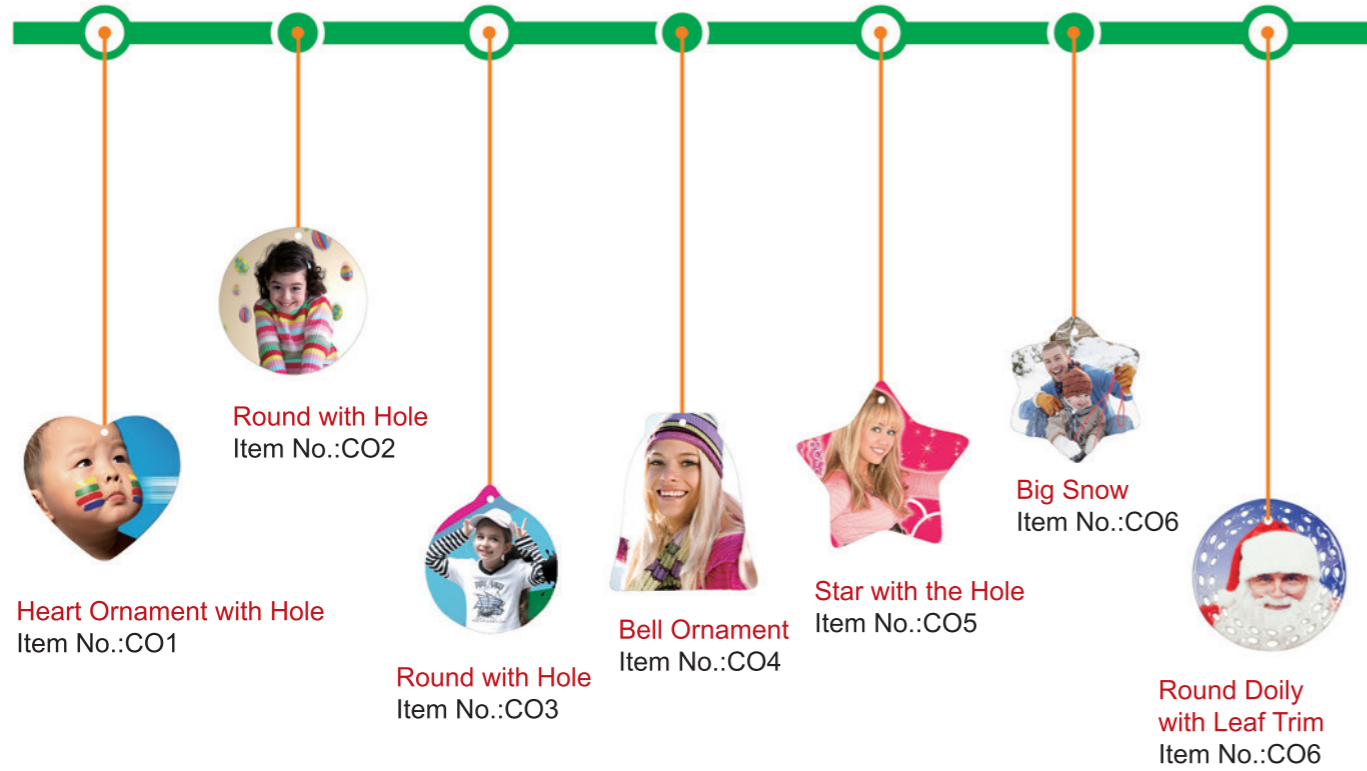 Round with Hole
Item No.:CO2
Heart Ornament with Hole
Item No.:CO1
Round with Hole
Item No.:CO3
Bell Ornament
Item No.:CO4
Star with the Hole
Item No.:CO5
Big Snow
Item No.:CO6
Round Doily
with Leaf Trim
Item No.:CO6